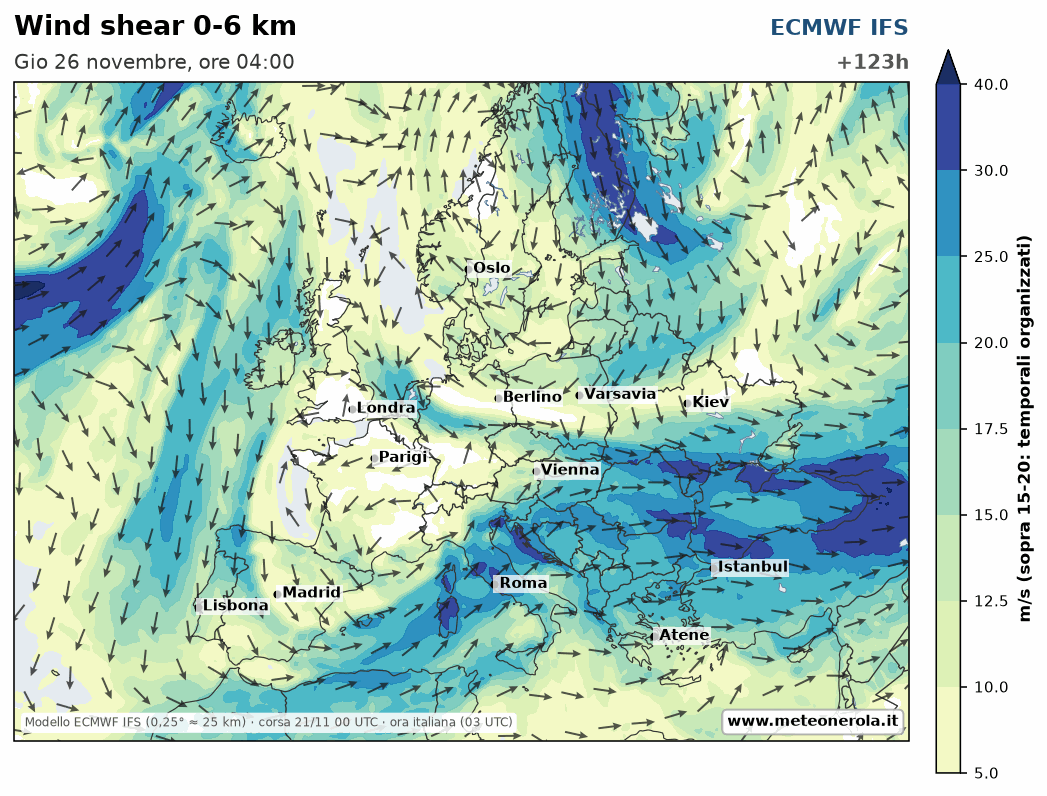 Wind shear 0-6 km
ECMWF IFS
Gio 26 novembre, ore 04:00
+123h
40.0
30.0
25.0
20.0
17.5
15.0
12.5
10.0
5.0
m/s (sopra 15-20: temporali organizzati)
Oslo
Berlino
Varsavia
Kiev
Londra
Parigi
Vienna
Istanbul
Roma
Madrid
Lisbona
Atene
Modello ECMWF IFS (0,25° ≈ 25 km) · corsa 21/11 00 UTC · ora italiana (03 UTC)
www.meteonerola.it